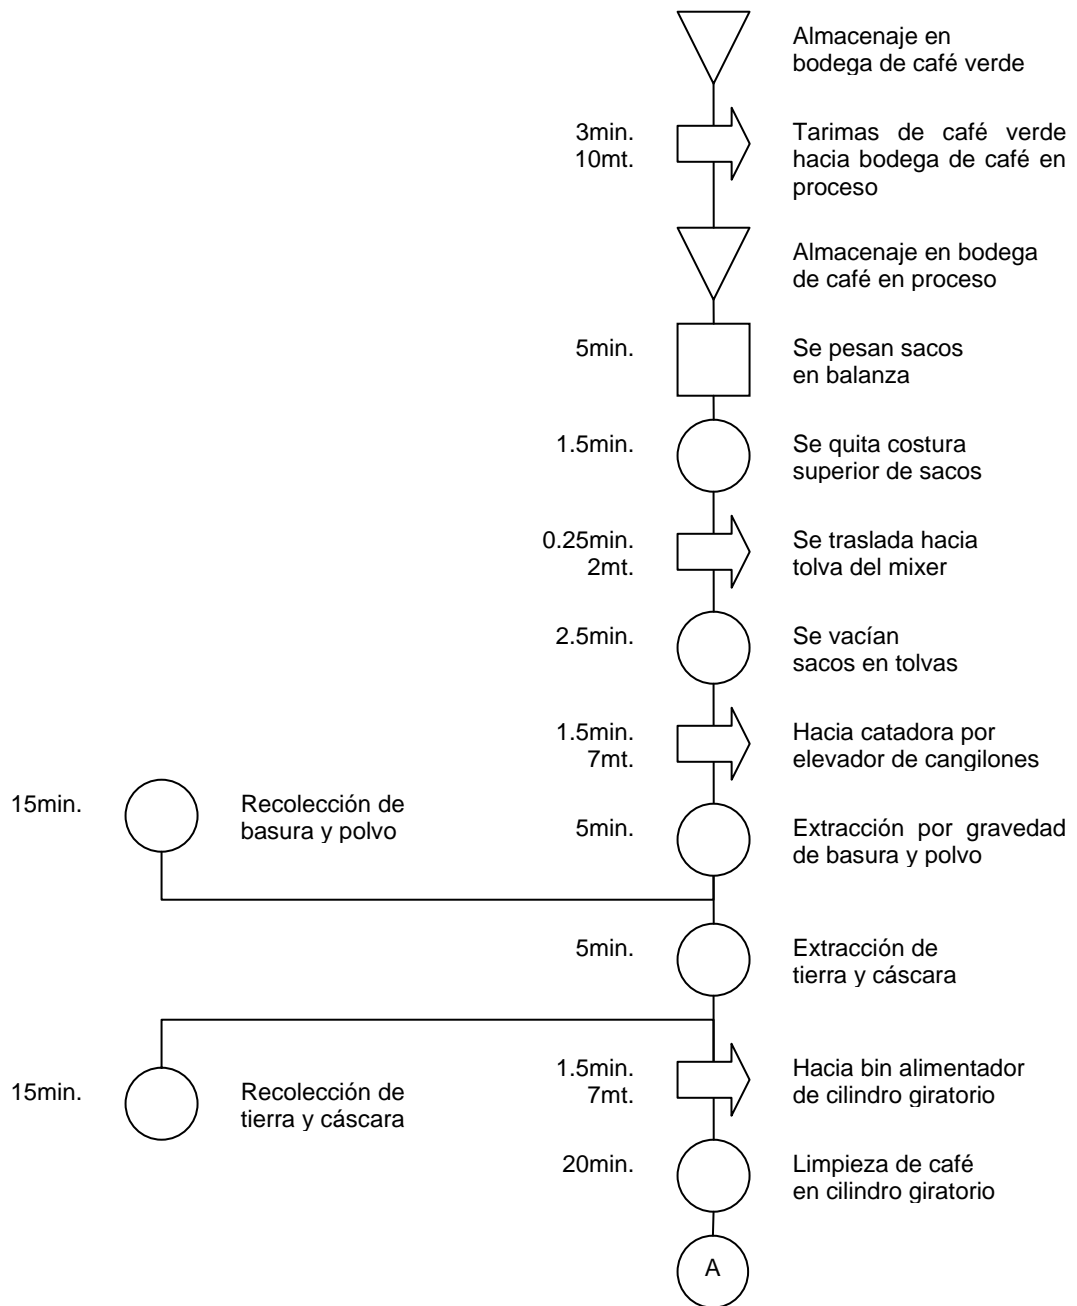 Almacenaje en
bodega de café verde
3min.
10mt.
Tarimas de café verde
hacia bodega de café en
proceso
Almacenaje en bodega
de café en proceso
5min.
Se pesan sacos
en balanza
1.5min.
Se quita costura
superior de sacos
0.25min.
2mt.
Se traslada hacia
tolva del mixer
2.5min.
Se vacían
sacos en tolvas
1.5min.
7mt.
Hacia catadora por
elevador de cangilones
15min.
Recolección de
basura y polvo
5min.
Extracción por gravedad
de basura y polvo
5min.
Extracción de
tierra y cáscara
15min.
Recolección de
tierra y cáscara
1.5min.
7mt.
Hacia bin alimentador
de cilindro giratorio
20min.
Limpieza de café
en cilindro giratorio
A